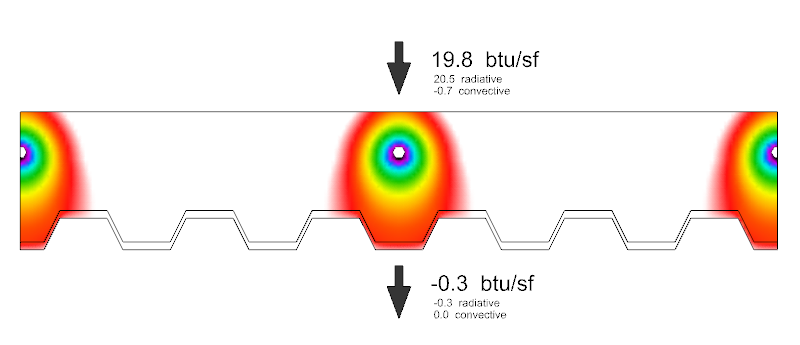 19.8 btu/sf
20.5 radiative
-0.7 convective
-0.3 btu/sf
-0.3 radiative
0.0 convective